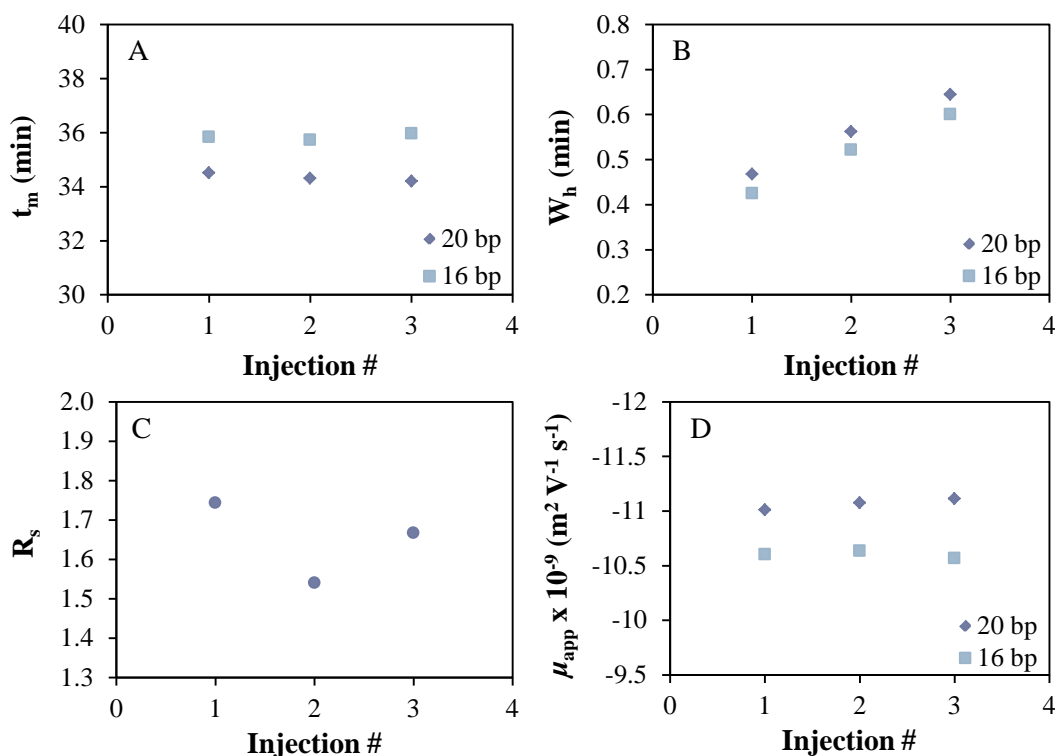 A
40
38
36
34
32
30
0
1
2
3
4
t_m (min)
Injection #
20 bp
16 bp
B
0.8
0.7
0.6
0.5
0.4
0.3
0.2
0
1
2
3
4
W_h (min)
Injection #
20 bp
16 bp
C
2.0
1.9
1.8
1.7
1.6
1.5
1.4
1.3
0
1
2
3
4
R_s
Injection #
D
-12
-11.5
-11
-10.5
-10
-9.5
0
1
2
3
4
μ_app x 10⁻⁹ (m² V⁻¹ s⁻¹)
Injection #
20 bp
16 bp